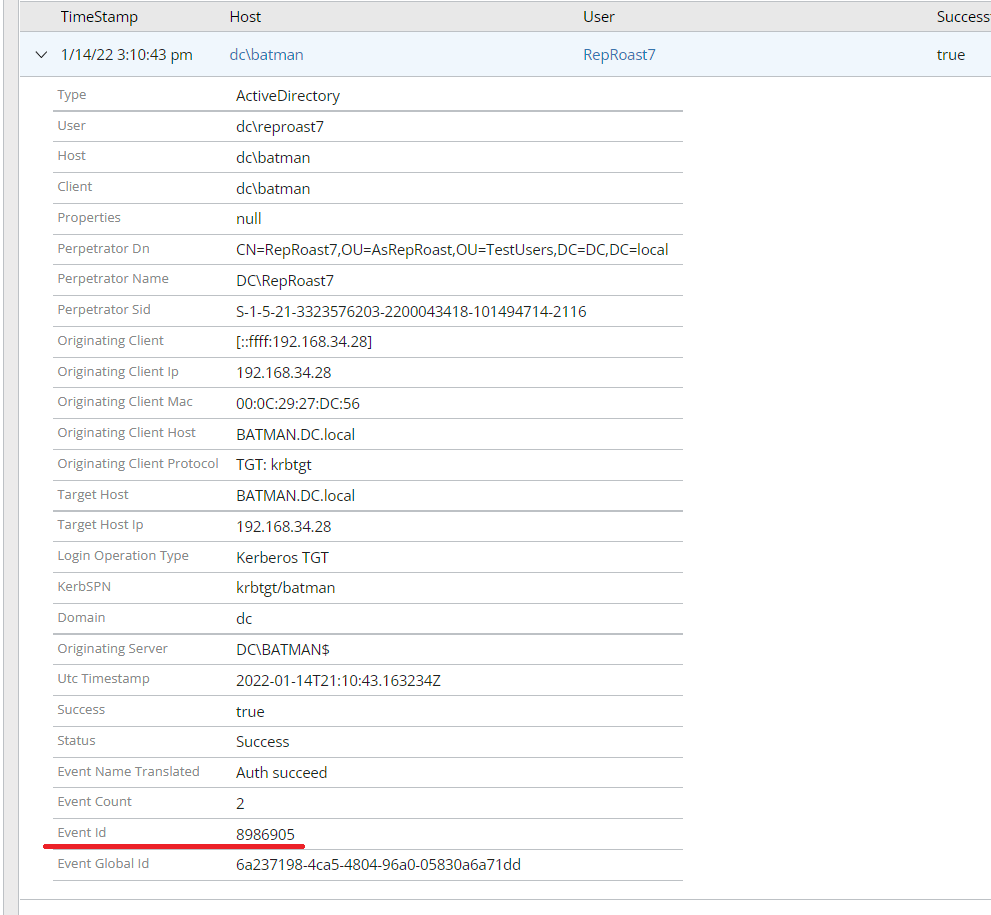 TimeStamp Host User Success
1/14/22 3:10:43 pm dc\batman RepRoast7 true
Type ActiveDirectory
User dc\reproast7
Host dc\batman
Client dc\batman
Properties null
Perpetrator Dn CN=RepRoast7,OU=AsRepRoast,OU=TestUsers,DC=DC,DC=local
Perpetrator Name DC\RepRoast7
Perpetrator Sid S-1-5-21-3323576203-2200043418-101494714-2116
Originating Client [::ffff:192.168.34.28]
Originating Client Ip 192.168.34.28
Originating Client Mac 00:0C:29:27:DC:56
Originating Client Host BATMAN.DC.local
Originating Client Protocol TGT: krbtgt
Target Host BATMAN.DC.local
Target Host Ip 192.168.34.28
Login Operation Type Kerberos TGT
KerbSPN krbtgt/batman
Domain dc
Originating Server DC\BATMAN$
Utc Timestamp 2022-01-14T21:10:43.163234Z
Success true
Status Success
Event Name Translated Auth succeed
Event Count 2
Event Id 8986905
Event Global Id 6a237198-4ca5-4804-96a0-05830a6a71dd